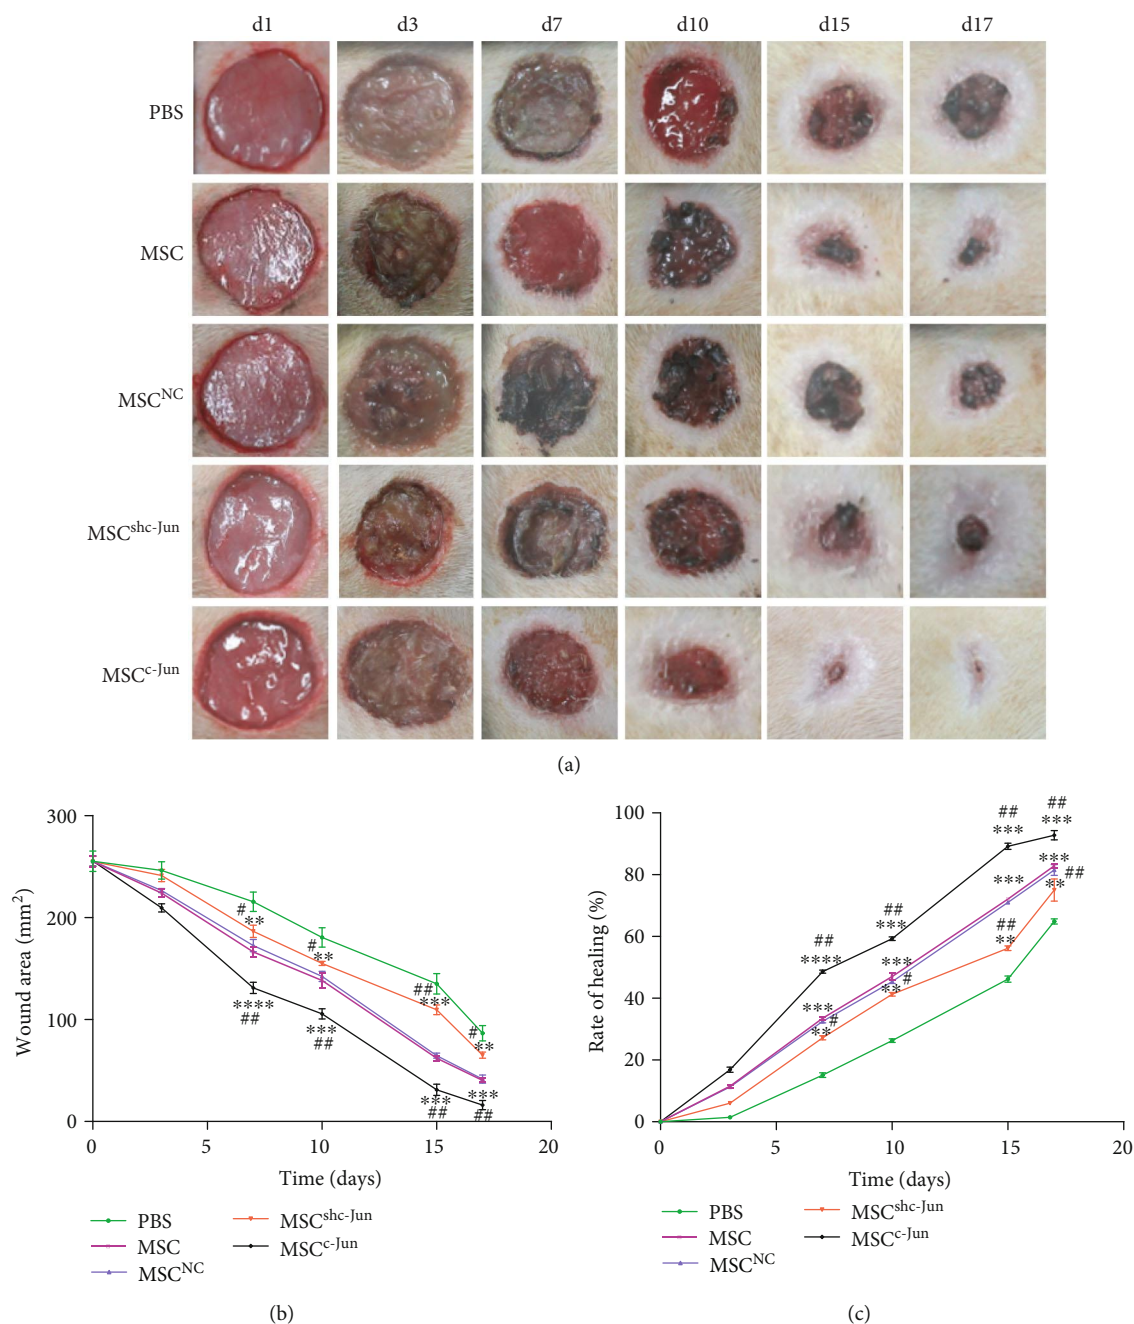 d1 d3 d7 d10 d15 d17
PBS
MSC
MSC^NC
MSC^shc-Jun
MSC^c-Jun
(a)
300
200
100
0
0 5 10 15 20
Wound area (mm²)
Time (days)
# **
# **
## ***
# **
**** ##
*** ##
*** ##
*** ##
PBS
MSC
MSC^NC
MSC^shc-Jun
MSC^c-Jun
(b)
100
80
60
40
20
0
0 5 10 15 20
Rate of healing (%)
Time (days)
## ****
## ***
## ***
## ***
***
***
***
***
** #
** #
## **
** ##
PBS
MSC
MSC^NC
MSC^shc-Jun
MSC^c-Jun
(c)